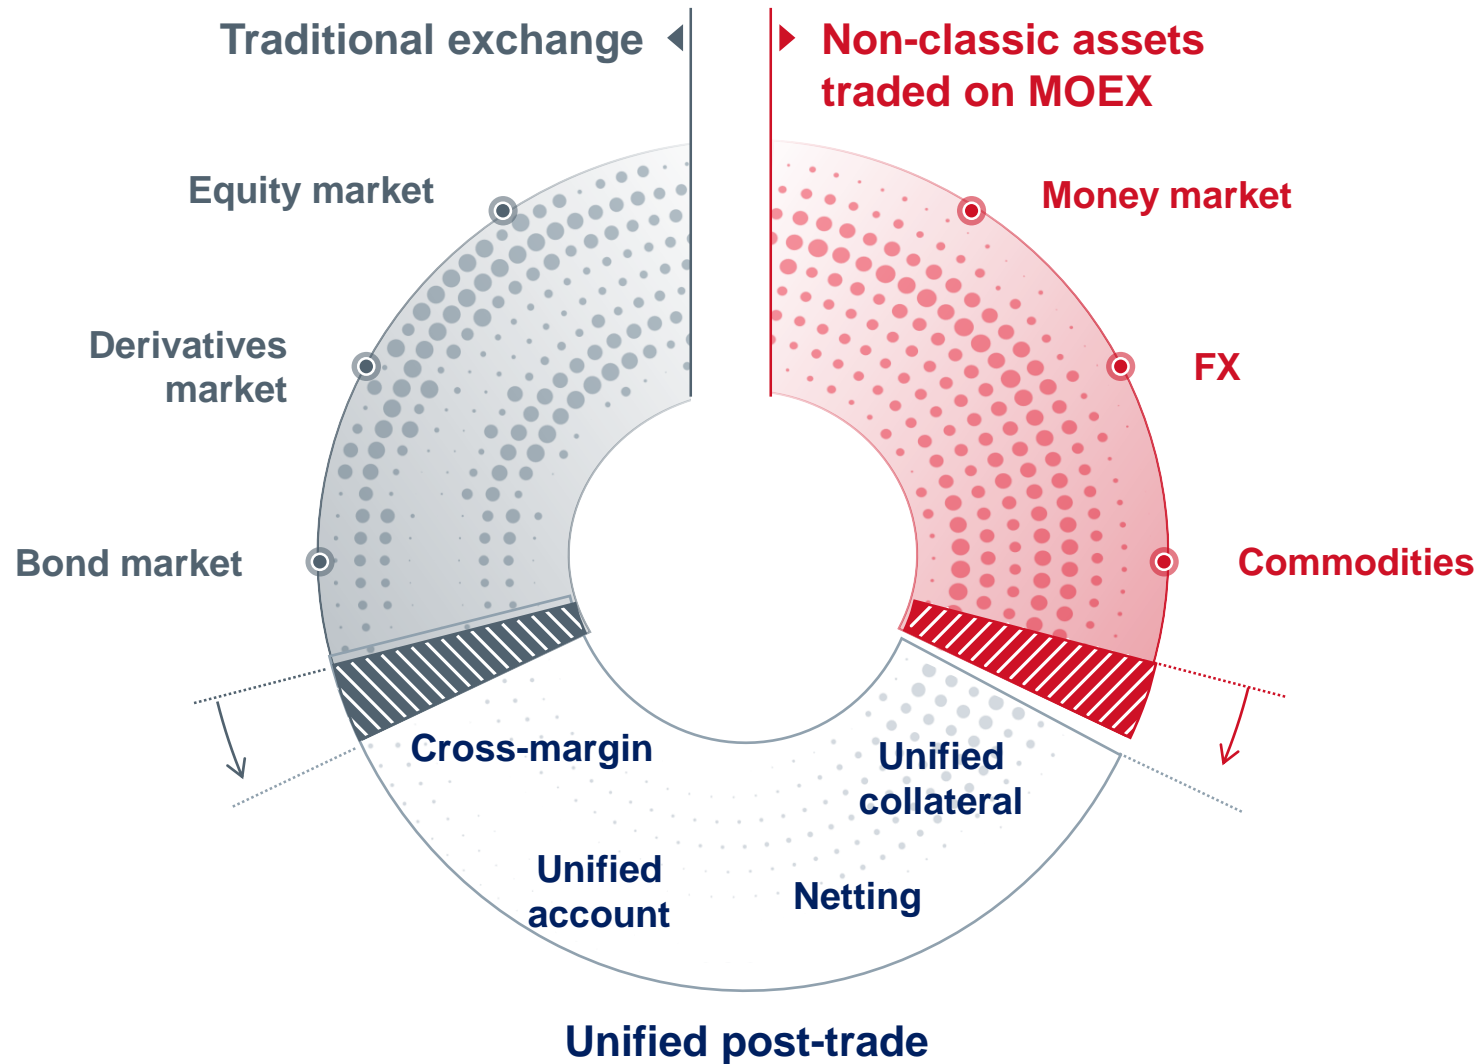 Traditional exchange
Non-classic assets
traded on MOEX
Equity market
Money market
Derivatives
market
FX
Bond market
Commodities
Cross-margin
Unified
collateral
Unified
account
Netting
Unified post-trade